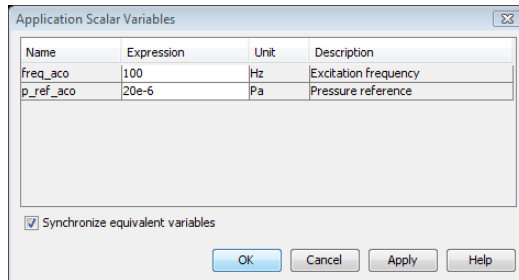 Application Scalar Variables
Name Expression Unit Description
freq_aco 100 Hz Excitation frequency
p_ref_aco 20e-6 Pa Pressure reference
Synchronize equivalent variables
OK Cancel Apply Help